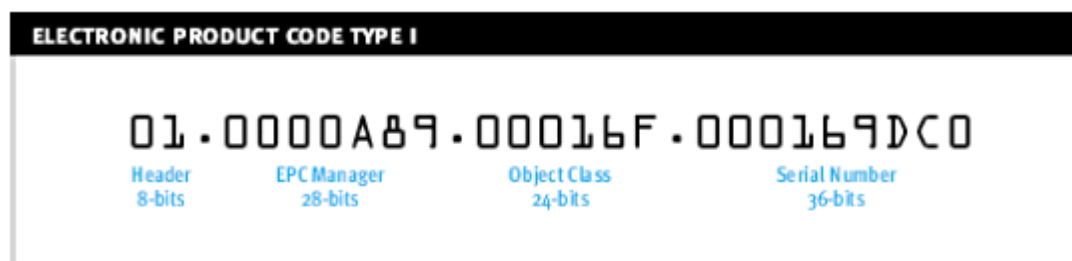 ELECTRONIC PRODUCT CODE TYPE I
01.0000A89.00016F.000169DC0
Header EPC Manager Object Class Serial Number
8-bits 28-bits 24-bits 36-bits